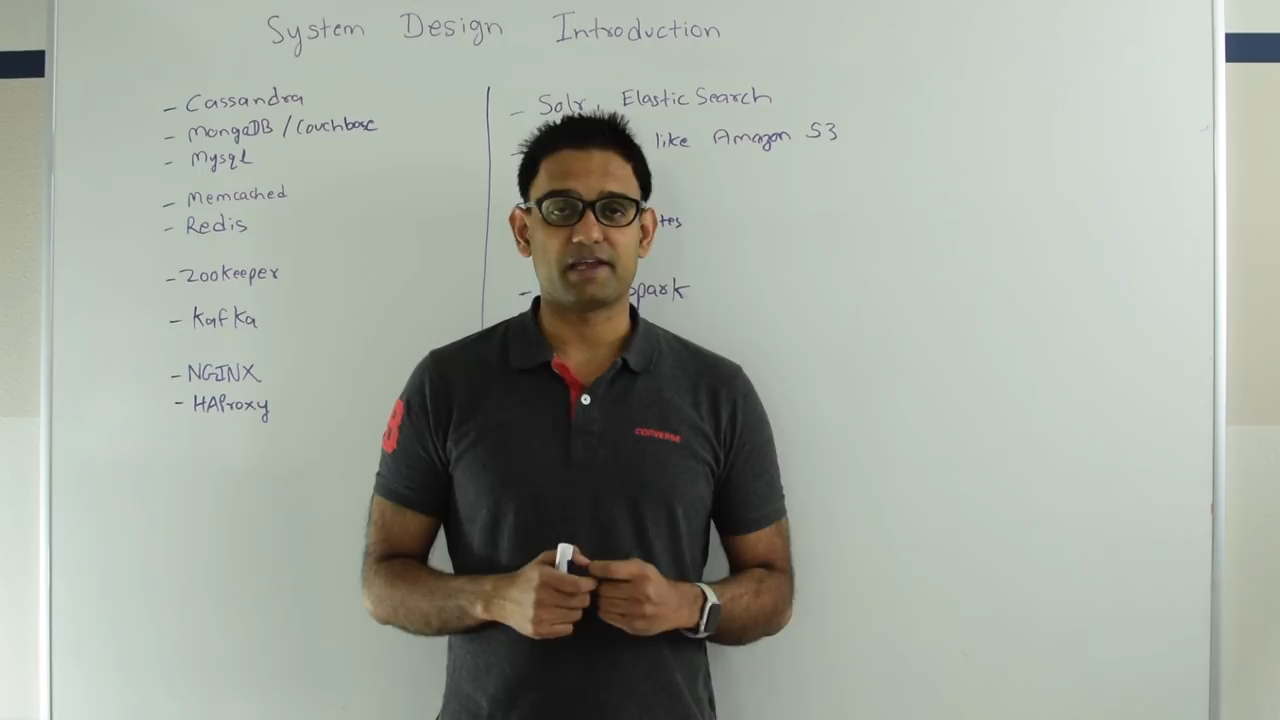 System Design Introduction
- Cassandra
- MongoDB / Couchbase
- Mysql
- Memcached
- Redis
- Zookeeper
- Kafka
- NGINX
- HAProxy
- Solr, Elastic Search
- like Amazon S3
tes
- Spark
CONVERSE